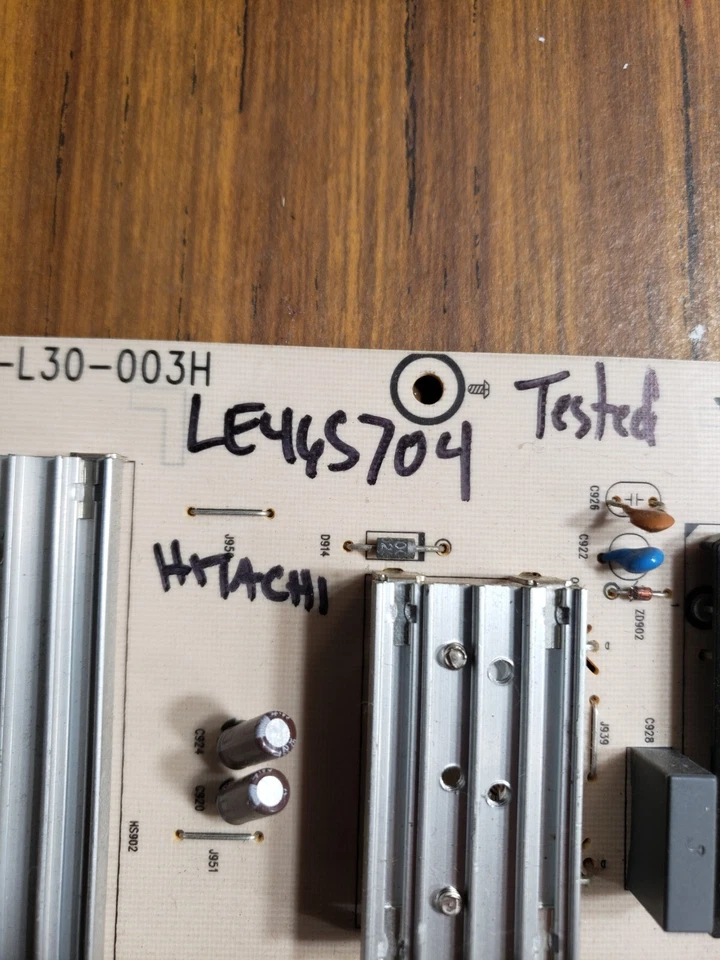 -L30-003H
LE46S704
Tested
C926
D914
C922
HITACHI
ZD902
C924
J939
C928
C920
HS902
J951